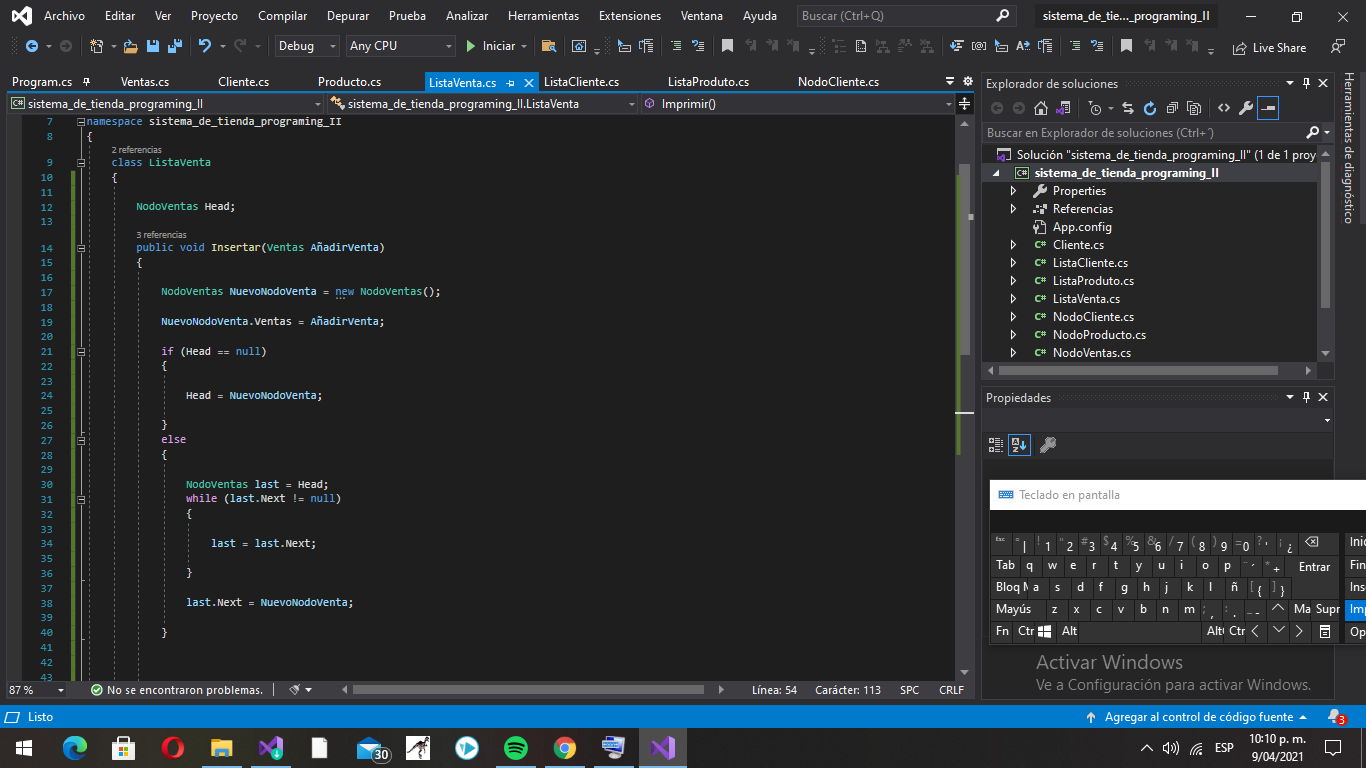 Archivo Editar Ver Proyecto Compilar Depurar Prueba Analizar Herramientas Extensiones Ventana Ayuda Buscar (Ctrl+Q) sistema_de_tie..._programing_II
Debug Any CPU Iniciar Live Share
Program.cs Ventas.cs Cliente.cs Producto.cs ListaVenta.cs ListaCliente.cs ListaProduto.cs NodoCliente.cs
sistema_de_tienda_programing_II sistema_de_tienda_programing_II.ListaVenta Imprimir()
7 namespace sistema_de_tienda_programing_II
8 {
2 referencias
9 class ListaVenta
10 {
11
12 NodoVentas Head;
13
3 referencias
14 public void Insertar(Ventas AñadirVenta)
15 {
16
17 NodoVentas NuevoNodoVenta = new NodoVentas();
18
19 NuevoNodoVenta.Ventas = AñadirVenta;
20
21 if (Head == null)
22 {
23
24 Head = NuevoNodoVenta;
25
26 }
27 else
28 {
29
30 NodoVentas last = Head;
31 while (last.Next != null)
32 {
33
34 last = last.Next;
35
36 }
37
38 last.Next = NuevoNodoVenta;
39
40 }
41
42
43
87 % No se encontraron problemas. Línea: 54 Carácter: 113 SPC CRLF
Explorador de soluciones
Buscar en Explorador de soluciones (Ctrl+´)
Solución "sistema_de_tienda_programing_II" (1 de 1 proy
sistema_de_tienda_programing_II
Properties
Referencias
App.config
Cliente.cs
ListaCliente.cs
ListaProduto.cs
ListaVenta.cs
NodoCliente.cs
NodoProducto.cs
NodoVentas.cs
Herramientas de diagnóstico
Propiedades
Teclado en pantalla
Esc ° | ! 1 " 2 # 3 $ 4 % 5 & 6 / 7 ( 8 ) 9 = 0 ? ' ¡ ¿ Inic
Tab q w e r t y u i o p ¨ ´ * + Entrar Fin
Bloq M a s d f g h j k l ñ [ { ] } Inse
Mayús z x c v b n m ; , : . _ - Ma Supr Imp
Fn Ctr Alt Alt Ctr Op
Activar Windows
Ve a Configuración para activar Windows.
Listo Agregar al control de código fuente 3
30 ESP 10:10 p. m.
9/04/2021